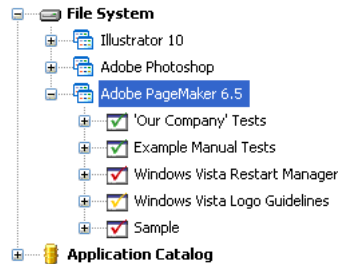 File System
Illustrator 10
Adobe Photoshop
Adobe PageMaker 6.5
'Our Company' Tests
Example Manual Tests
Windows Vista Restart Manager
Windows Vista Logo Guidelines
Sample
Application Catalog